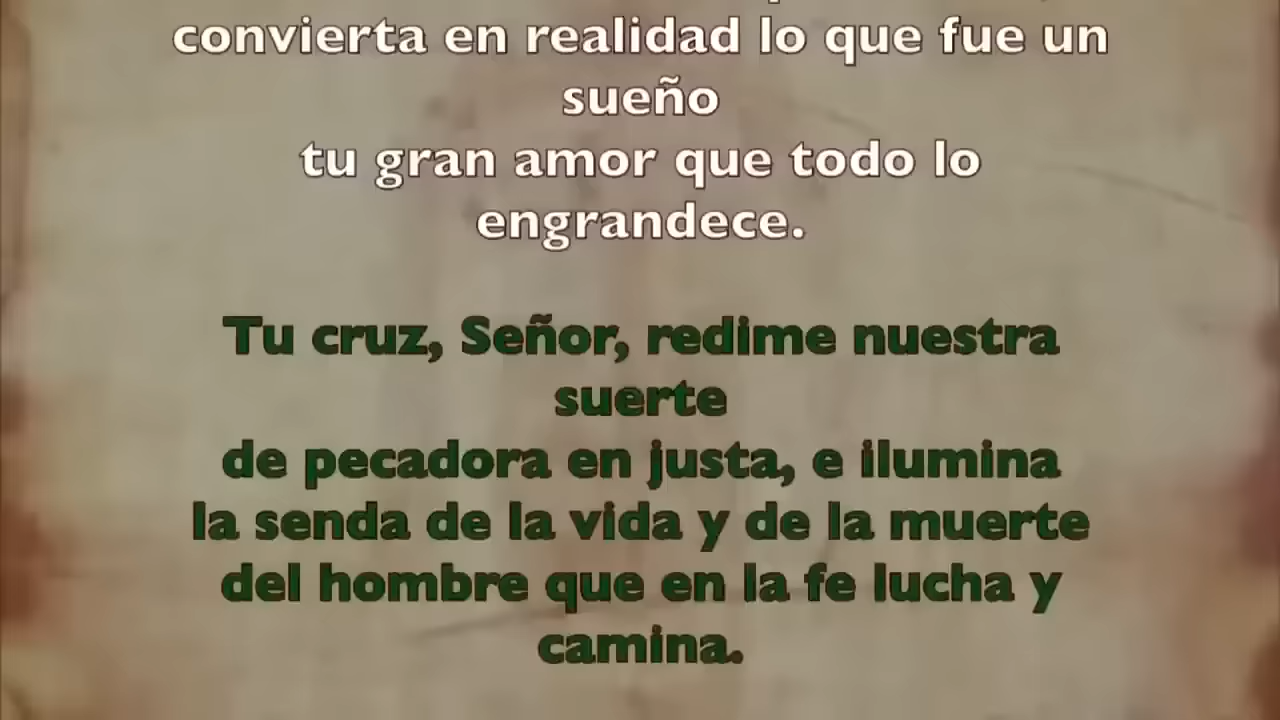 convierta en realidad lo que fue un
sueño
tu gran amor que todo lo
engrandece.
Tu cruz, Señor, redime nuestra
suerte
de pecadora en justa, e ilumina
la senda de la vida y de la muerte
del hombre que en la fe lucha y
camina.